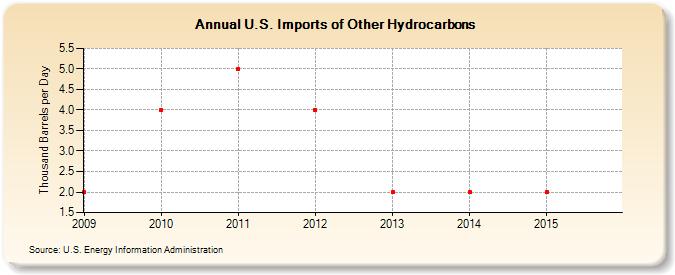 Annual U.S. Imports of Other Hydrocarbons
Thousand Barrels per Day
5.5
5.0
4.5
4.0
3.5
3.0
2.5
2.0
1.5
2009 2010 2011 2012 2013 2014 2015
Source: U.S. Energy Information Administration